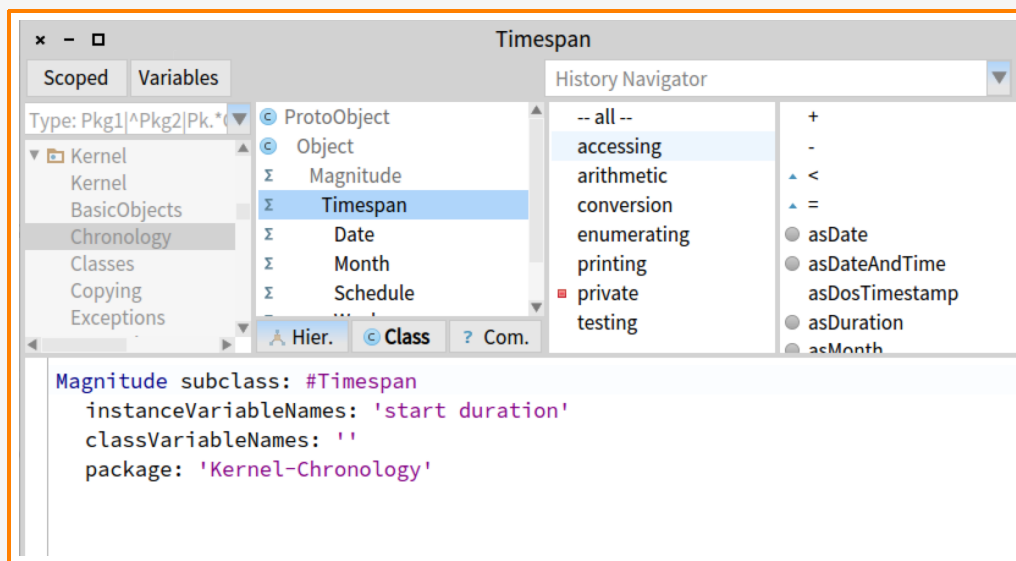 Timespan
Scoped
Variables
History Navigator
Type: Pkg1|^Pkg2|Pk.*
Kernel
Kernel
BasicObjects
Chronology
Classes
Copying
Exceptions
ProtoObject
Object
Magnitude
Timespan
Date
Month
Schedule
Hier.
Class
? Com.
-- all --
accessing
arithmetic
conversion
enumerating
printing
private
testing
+
-
<
=
asDate
asDateAndTime
asDosTimestamp
asDuration
asMonth
Magnitude subclass: #Timespan
instanceVariableNames: 'start duration'
classVariableNames: ''
package: 'Kernel-Chronology'